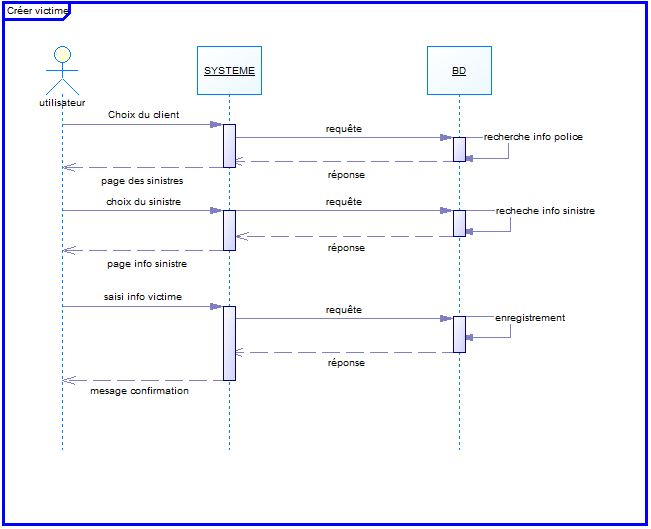 Créer victime
SYSTEME
BD
utilisateur
Choix du client
requête
recherche info police
réponse
page des sinistres
choix du sinistre
requête
recheche info sinistre
réponse
page info sinistre
saisi info victime
requête
enregistrement
réponse
mesage confirmation